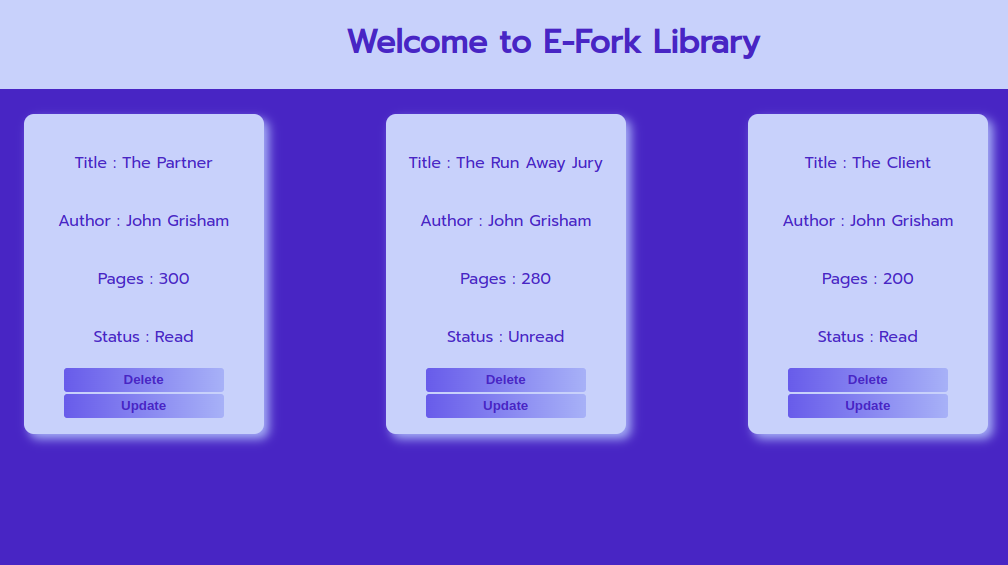 Welcome to E-Fork Library
Title : The Partner
Author : John Grisham
Pages : 300
Status : Read
Delete
Update
Title : The Run Away Jury
Author : John Grisham
Pages : 280
Status : Unread
Delete
Update
Title : The Client
Author : John Grisham
Pages : 200
Status : Read
Delete
Update